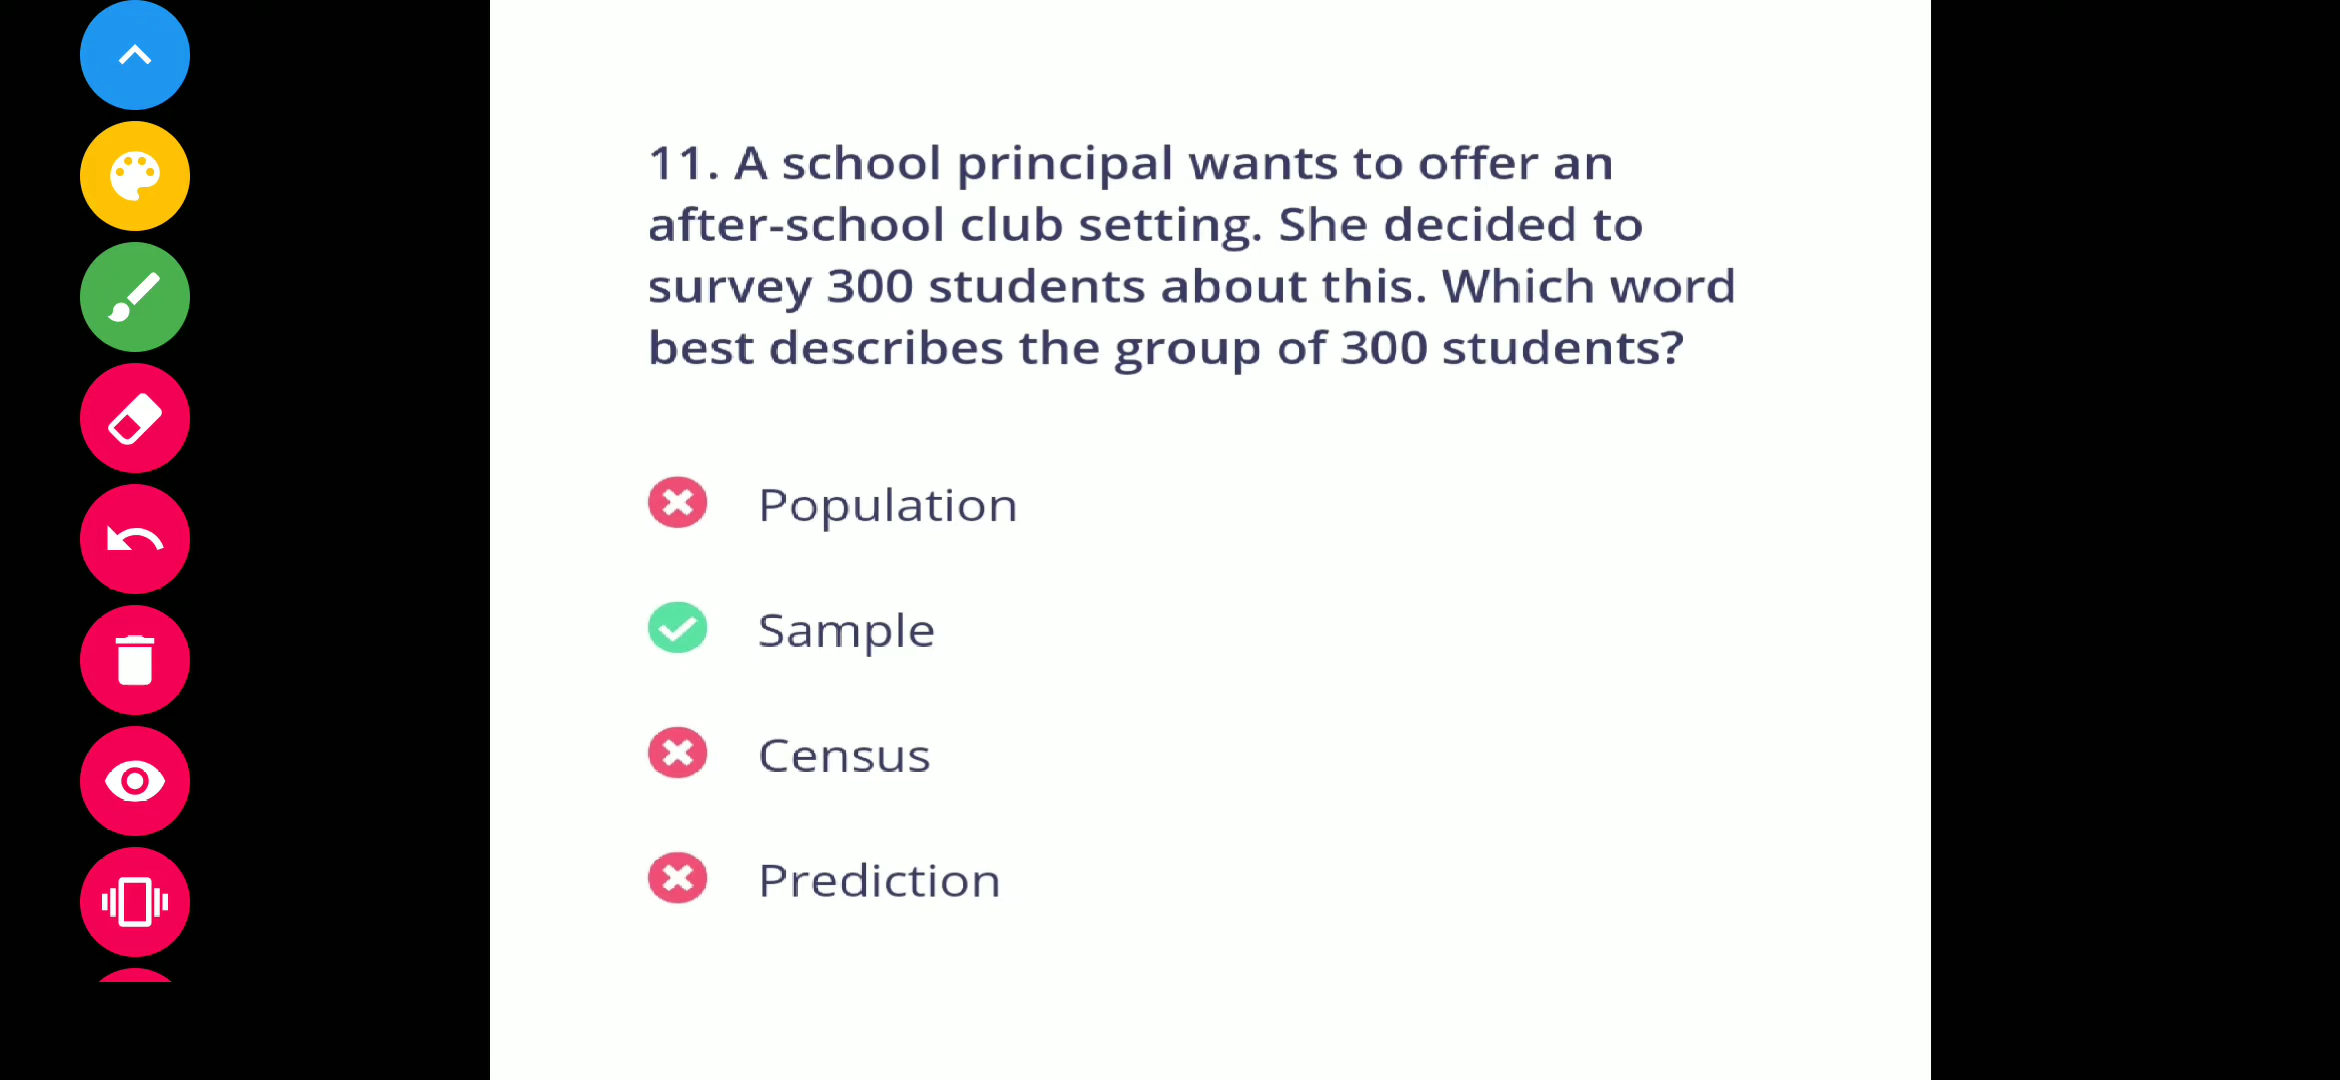 11. A school principal wants to offer an
after-school club setting. She decided to
survey 300 students about this. Which word
best describes the group of 300 students?
Population
Sample
Census
Prediction